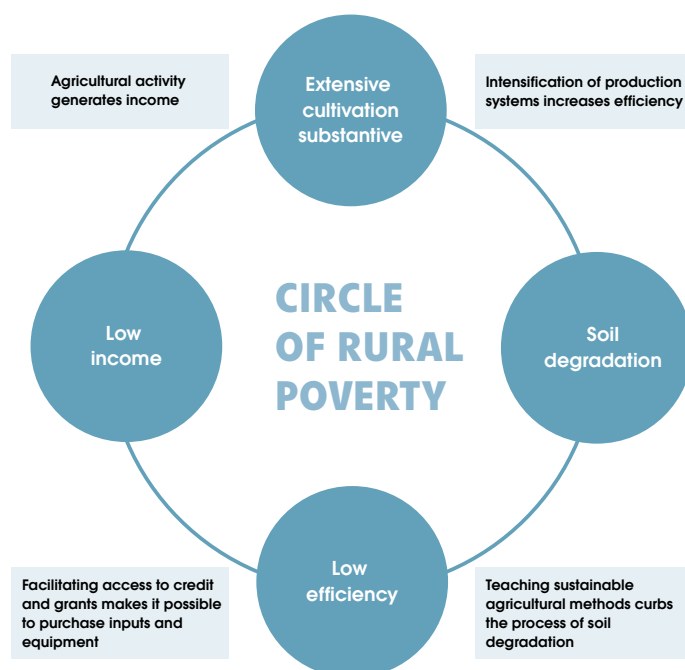 Agricultural activity
generates income
Extensive
cultivation
substantive
Intensification of production
systems increases efficiency
CIRCLE
OF RURAL
POVERTY
Low
income
Soil
degradation
Low
efficiency
Facilitating access to credit
and grants makes it possible
to purchase inputs and
equipment
Teaching sustainable
agricultural methods curbs
the process of soil
degradation